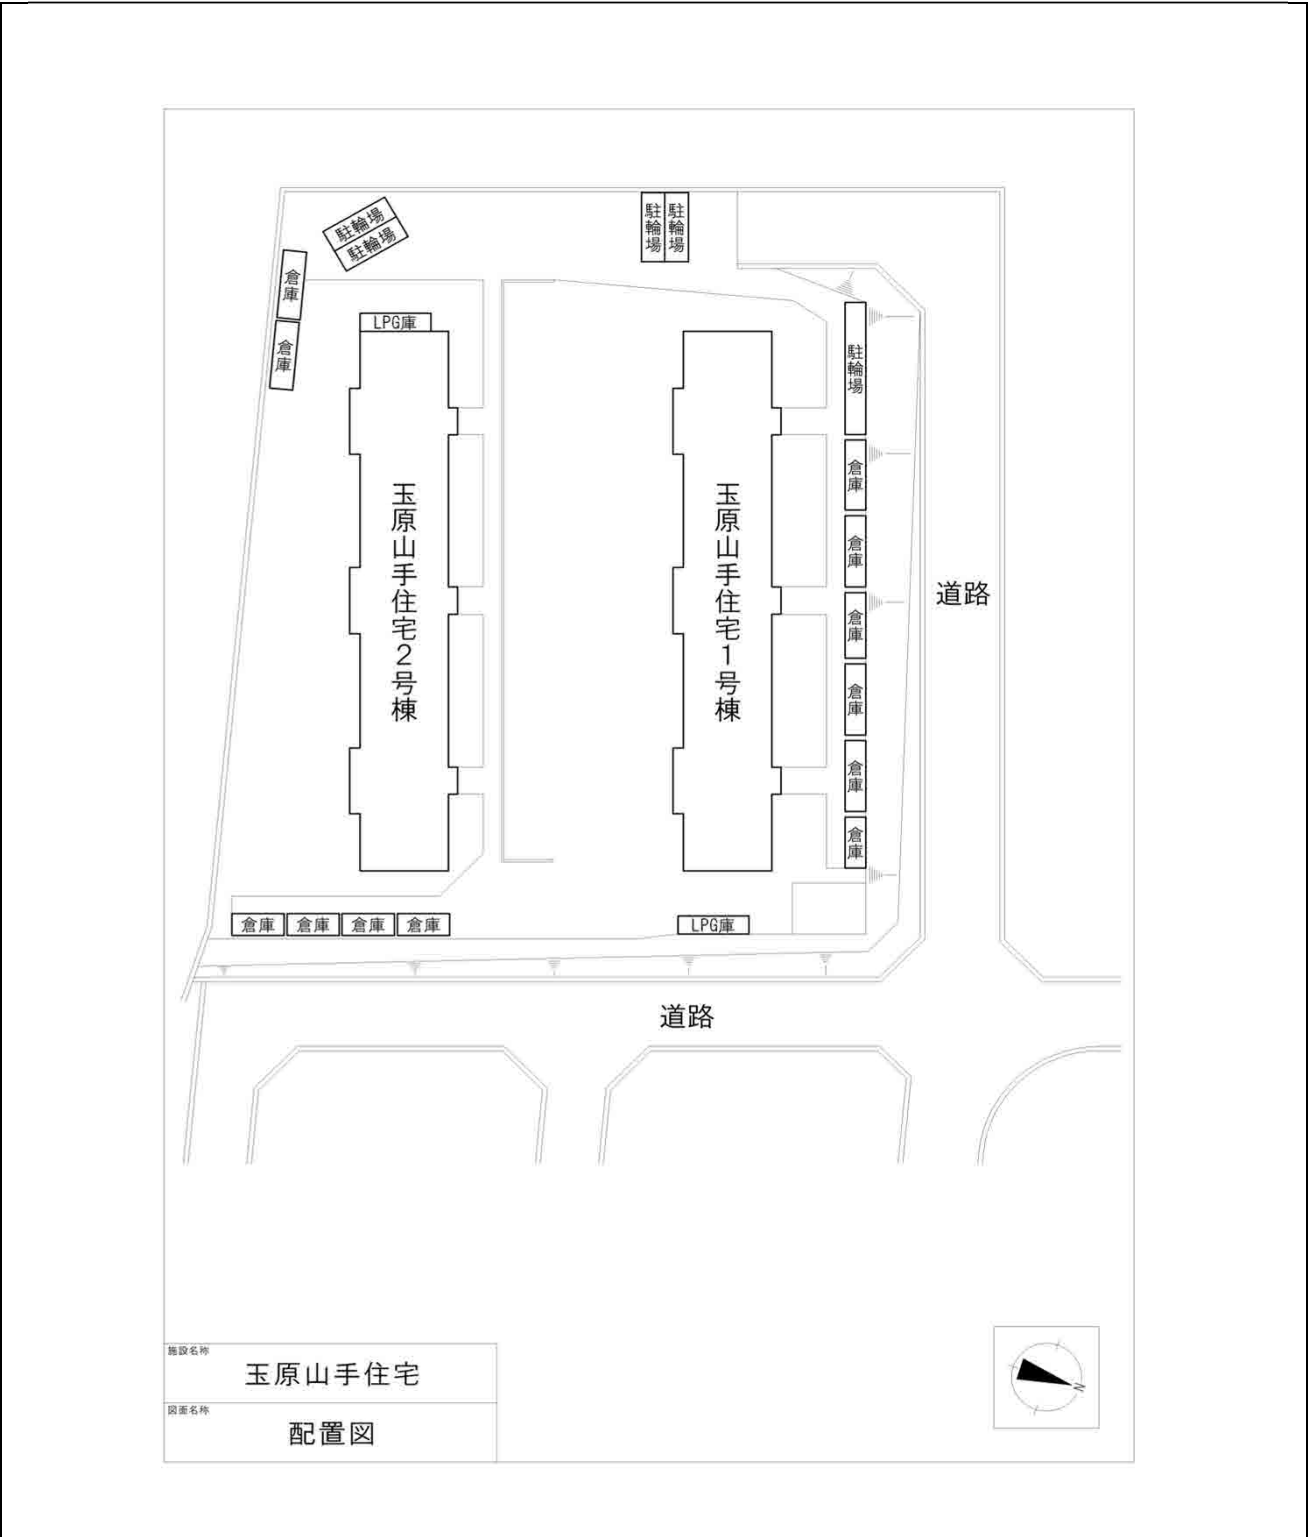 駐輪場
駐輪場
駐輪場
駐輪場
倉庫
倉庫
LPG庫
駐輪場
倉庫
倉庫
倉庫
倉庫
倉庫
倉庫
玉原山手住宅2号棟
玉原山手住宅1号棟
道路
倉庫
倉庫
倉庫
倉庫
LPG庫
道路
施設名称
玉原山手住宅
図面名称
配置図
N